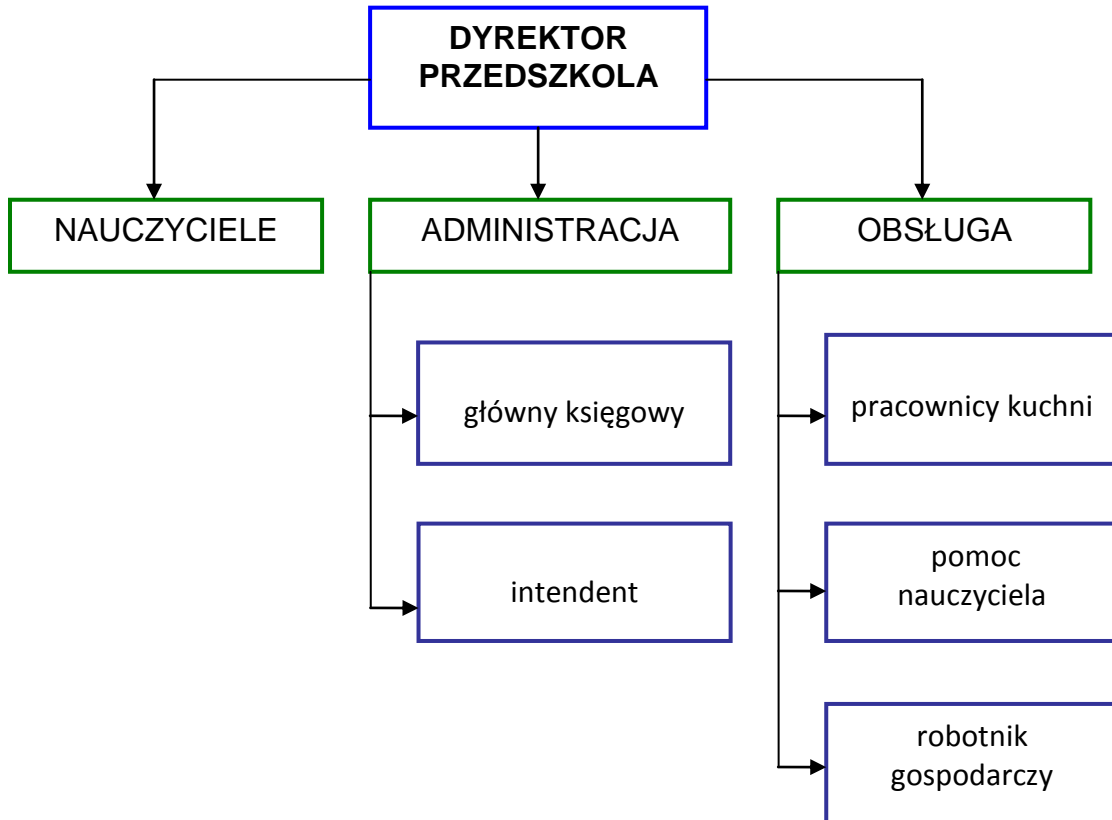 DYREKTOR
PRZEDSZKOLA
NAUCZYCIELE
ADMINISTRACJA
OBSŁUGA
główny księgowy
pracownicy kuchni
intendent
pomoc
nauczyciela
robotnik
gospodarczy